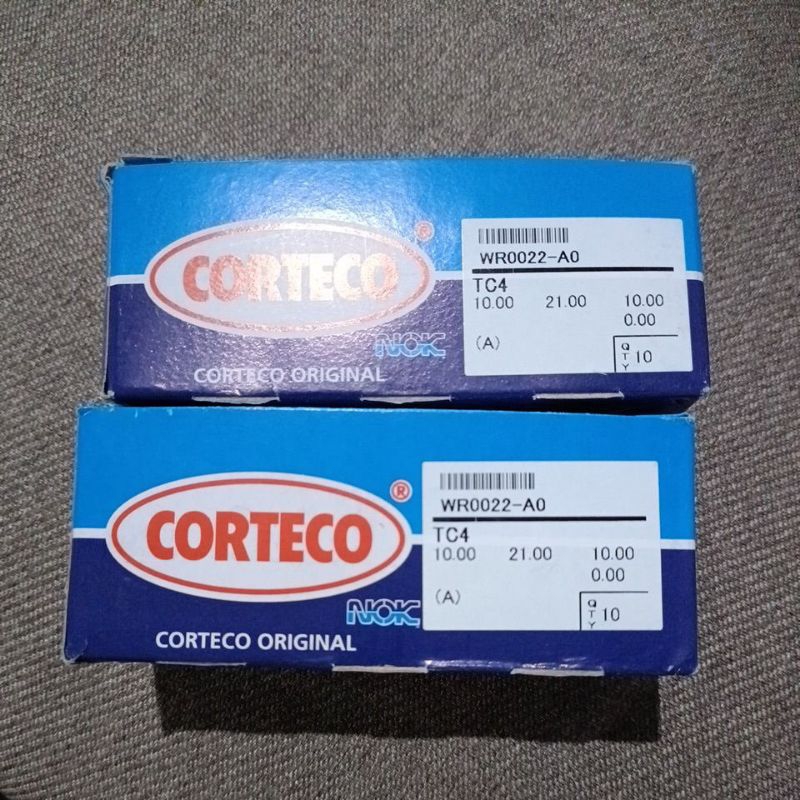 CORTECO®
NOK
CORTECO ORIGINAL
WR0022-A0
TC4
10.00 21.00 10.00
0.00
(A)
QTY 10
CORTECO®
NOK
CORTECO ORIGINAL
WR0022-A0
TC4
10.00 21.00 10.00
0.00
(A)
QTY 10